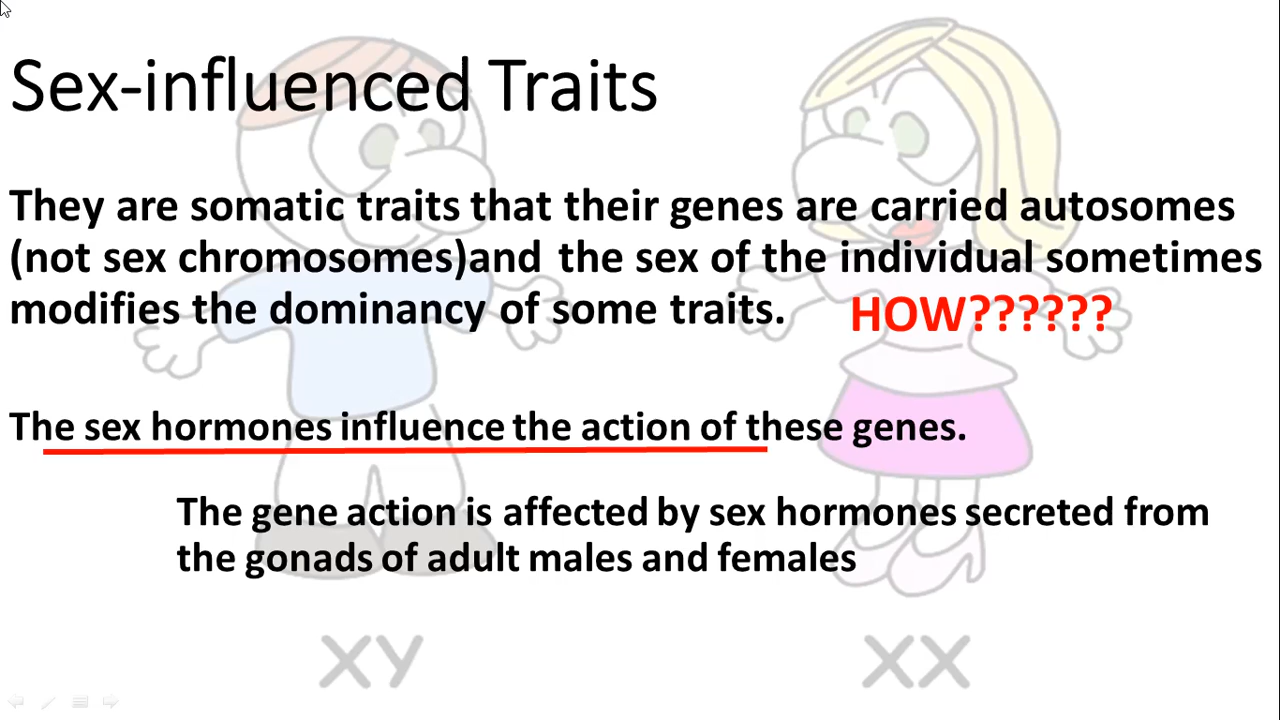 Sex-influenced Traits
They are somatic traits that their genes are carried autosomes
(not sex chromosomes)and the sex of the individual sometimes
modifies the dominancy of some traits. HOW??????
The sex hormones influence the action of these genes.
The gene action is affected by sex hormones secreted from
the gonads of adult males and females
XY XX